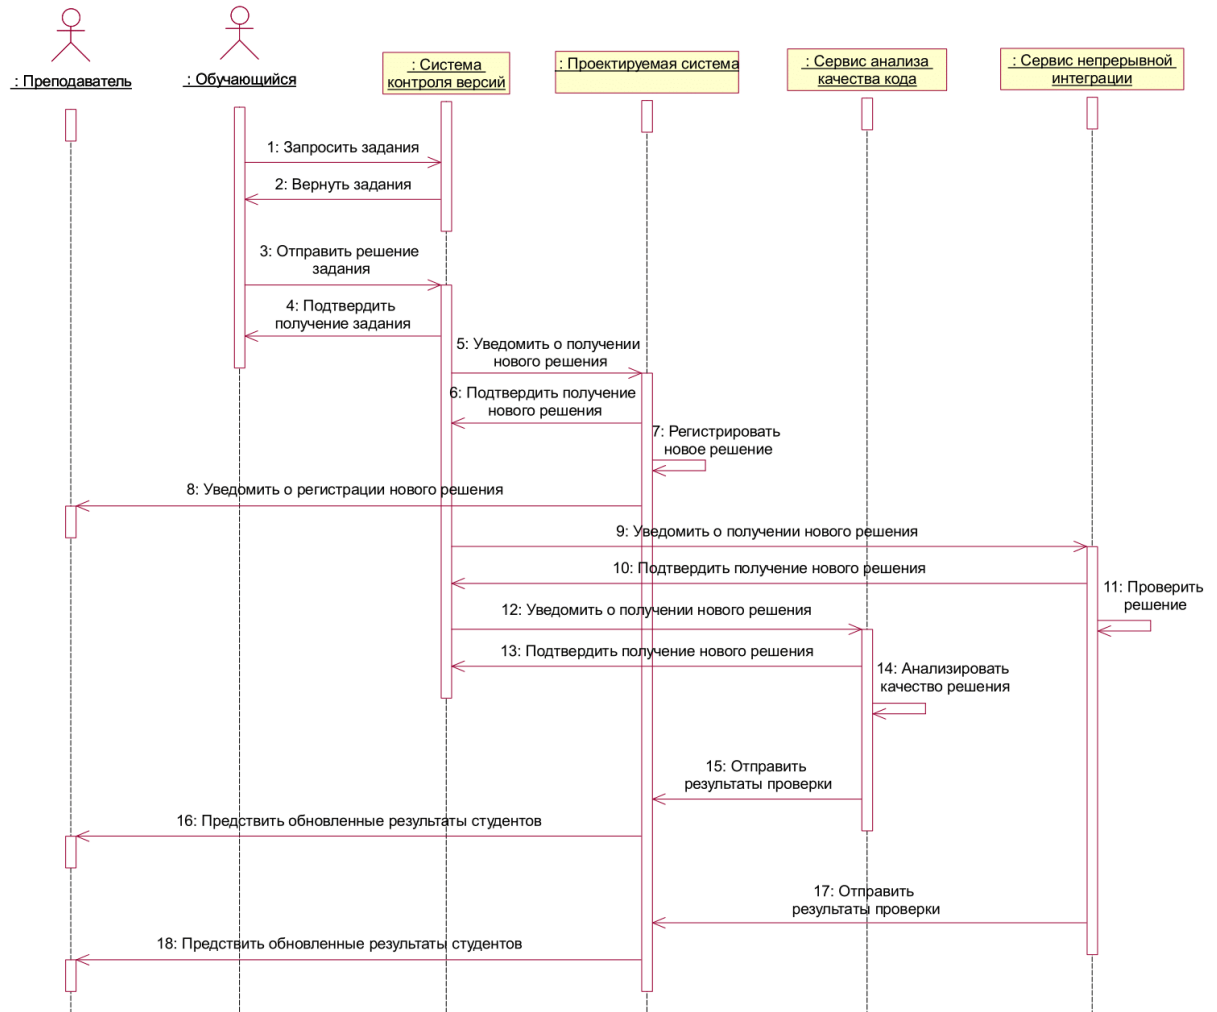 : Преподаватель
: Обучающийся
: Система
контроля версий
: Проектируемая система
: Сервис анализа
качества кода
: Сервис непрерывной
интеграции
1: Запросить задания
2: Вернуть задания
3: Отправить решение
задания
4: Подтвердить
получение задания
5: Уведомить о получении
нового решения
6: Подтвердить получение
нового решения
7: Регистрировать
новое решение
8: Уведомить о регистрации нового решения
9: Уведомить о получении нового решения
10: Подтвердить получение нового решения
11: Проверить
решение
12: Уведомить о получении нового решения
13: Подтвердить получение нового решения
14: Анализировать
качество решения
15: Отправить
результаты проверки
16: Предствить обновленные результаты студентов
17: Отправить
результаты проверки
18: Предствить обновленные результаты студентов